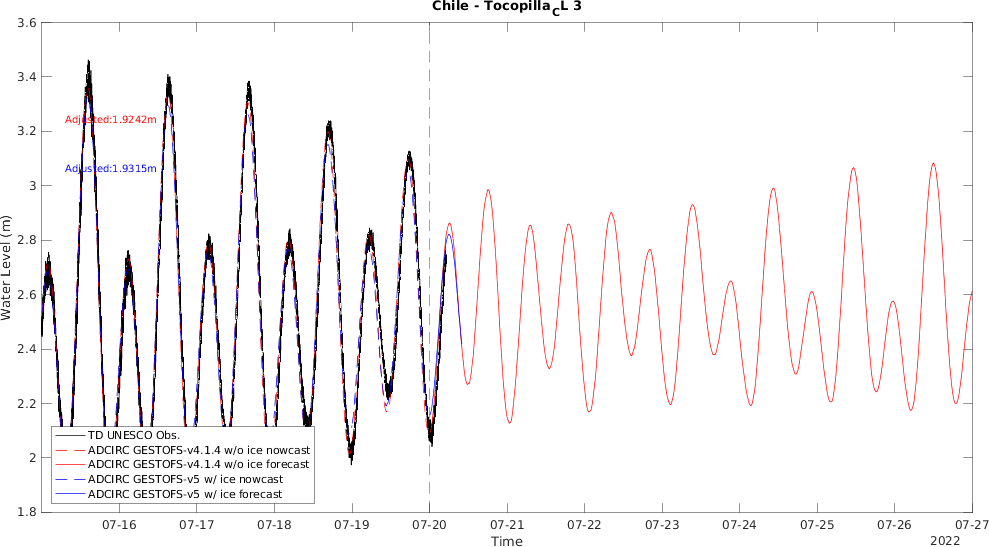 Chile - Tocopilla_CL 3
3.6
3.4
3.2
3
2.8
2.6
2.4
2.2
2
1.8
Water Level (m)
Adjusted:1.9242m
Adjusted:1.9315m
TD UNESCO Obs.
ADCIRC GESTOFS-v4.1.4 w/o ice nowcast
ADCIRC GESTOFS-v4.1.4 w/o ice forecast
ADCIRC GESTOFS-v5 w/ ice nowcast
ADCIRC GESTOFS-v5 w/ ice forecast
07-16 07-17 07-18 07-19 07-20 07-21 07-22 07-23 07-24 07-25 07-26 07-27
Time
2022